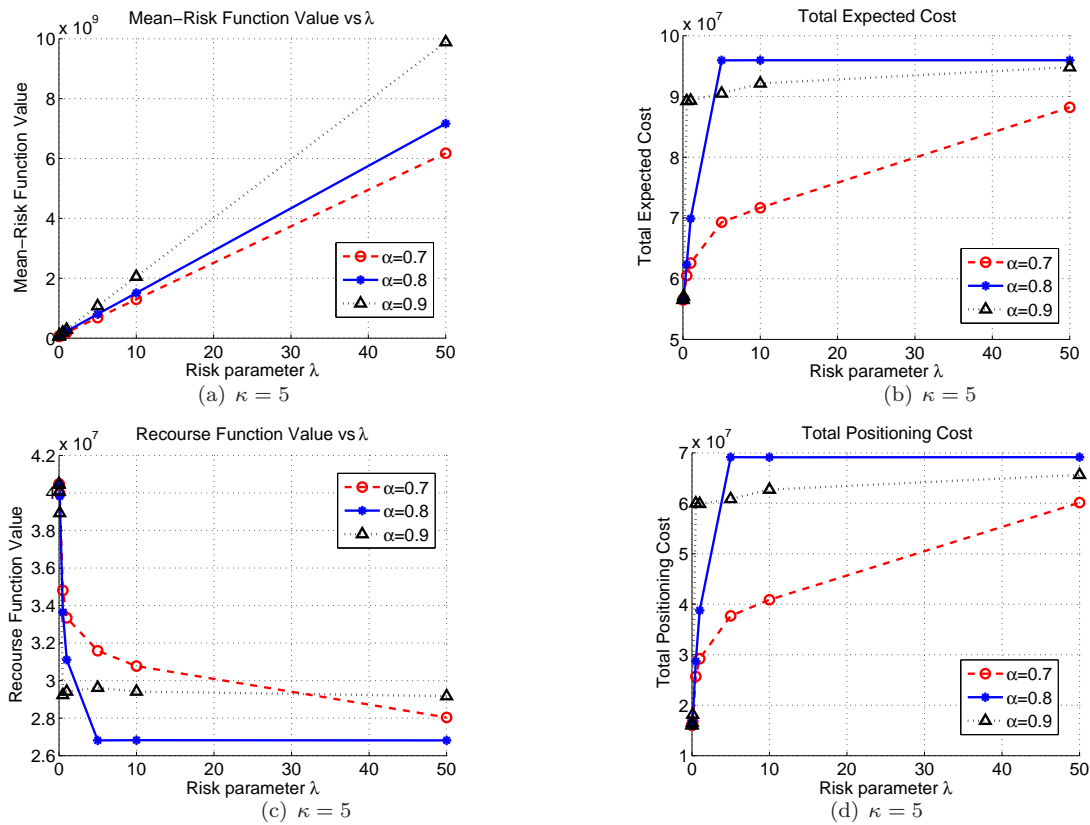 Mean−Risk Function Value vs λ
x 10^9
Mean−Risk Function Value
10
8
6
4
2
0
0 10 20 30 40 50
Risk parameter λ
α=0.7
α=0.8
α=0.9
(a) κ = 5
Total Expected Cost
x 10^7
Total Expected Cost
10
9
8
7
6
5
0 10 20 30 40 50
Risk parameter λ
α=0.7
α=0.8
α=0.9
(b) κ = 5
Recourse Function Value vs λ
x 10^7
Recourse Function Value
4.2
4
3.8
3.6
3.4
3.2
3
2.8
2.6
0 10 20 30 40 50
Risk parameter λ
α=0.7
α=0.8
α=0.9
(c) κ = 5
Total Positioning Cost
x 10^7
Total Positioning Cost
7
6
5
4
3
2
1
0 10 20 30 40 50
Risk parameter λ
α=0.7
α=0.8
α=0.9
(d) κ = 5